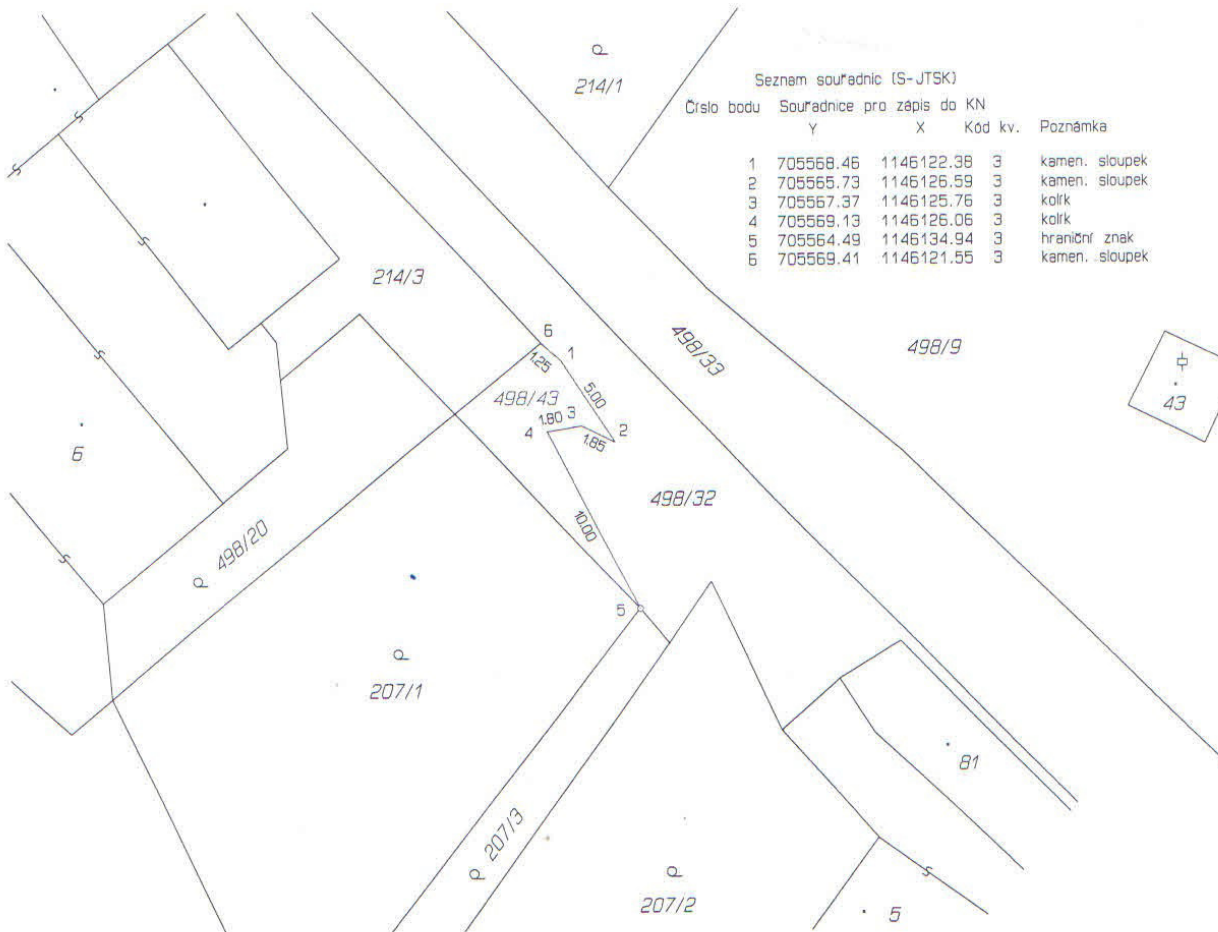 214/1
Seznam souřadnic (S-JTSK)
Číslo bodu Souřadnice pro zápis do KN
Y X Kód kv. Poznámka
1 705568.46 1146122.38 3 kamen. sloupek
2 705565.73 1146126.59 3 kamen. sloupek
3 705567.37 1146125.76 3 kolík
4 705569.13 1146126.06 3 kolík
5 705564.49 1146134.94 3 hraniční znak
6 705569.41 1146121.55 3 kamen. sloupek
214/3
6
1
1.25
498/33
498/9
43
5.00
498/43
1.80 3
4
2
1.85
6
498/32
10.00
498/20
5
207/1
81
207/3
207/2
5